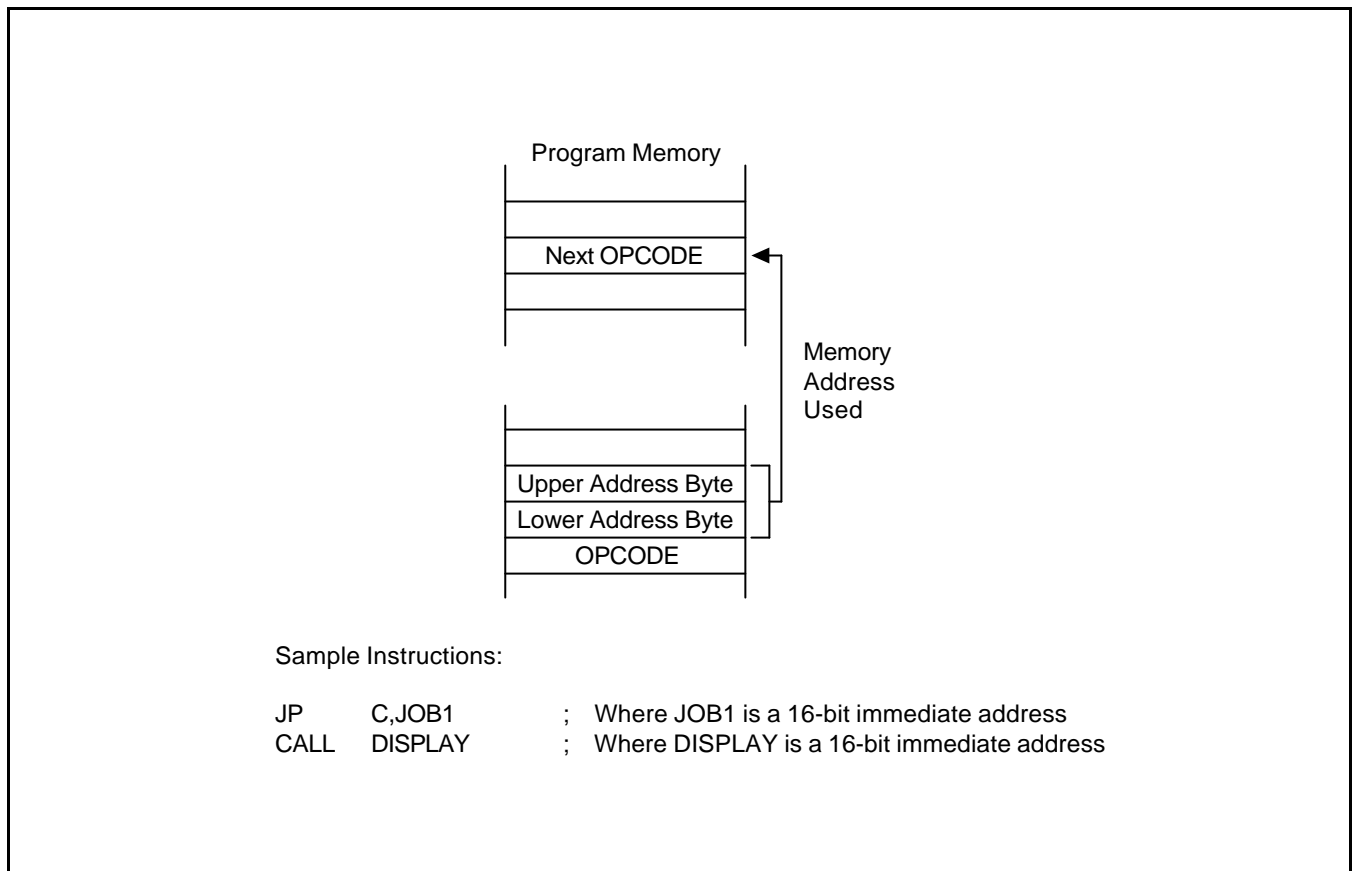 Program Memory
Next OPCODE
Memory
Address
Used
Upper Address Byte
Lower Address Byte
OPCODE
Sample Instructions:
JP C,JOB1 ; Where JOB1 is a 16-bit immediate address
CALL DISPLAY ; Where DISPLAY is a 16-bit immediate address